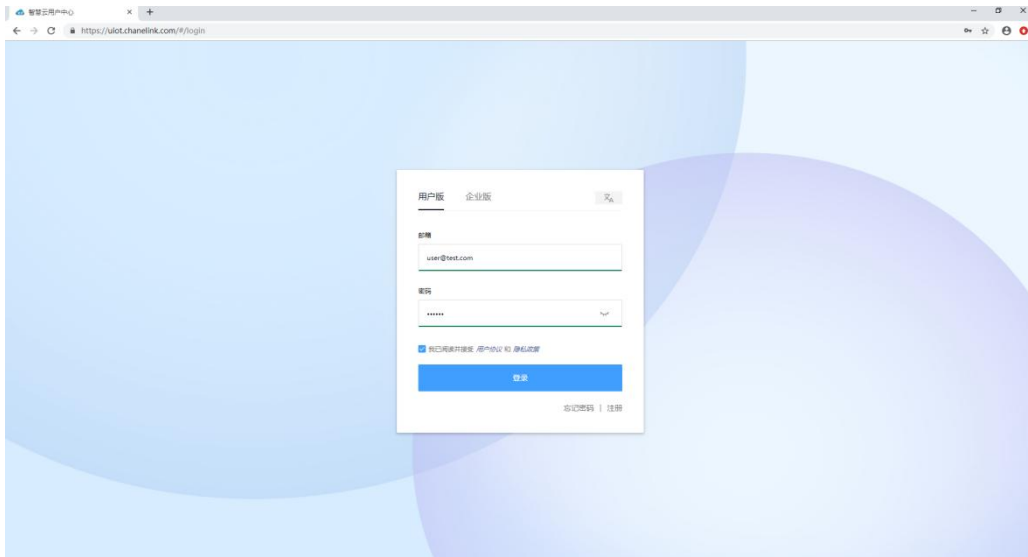 智慧云用户中心
https://uiot.chanelink.com/#/login
用户版 企业版
邮箱
user@test.com
密码
••••••
我已阅读并接受 用户协议 和 隐私政策
登录
忘记密码 | 注册